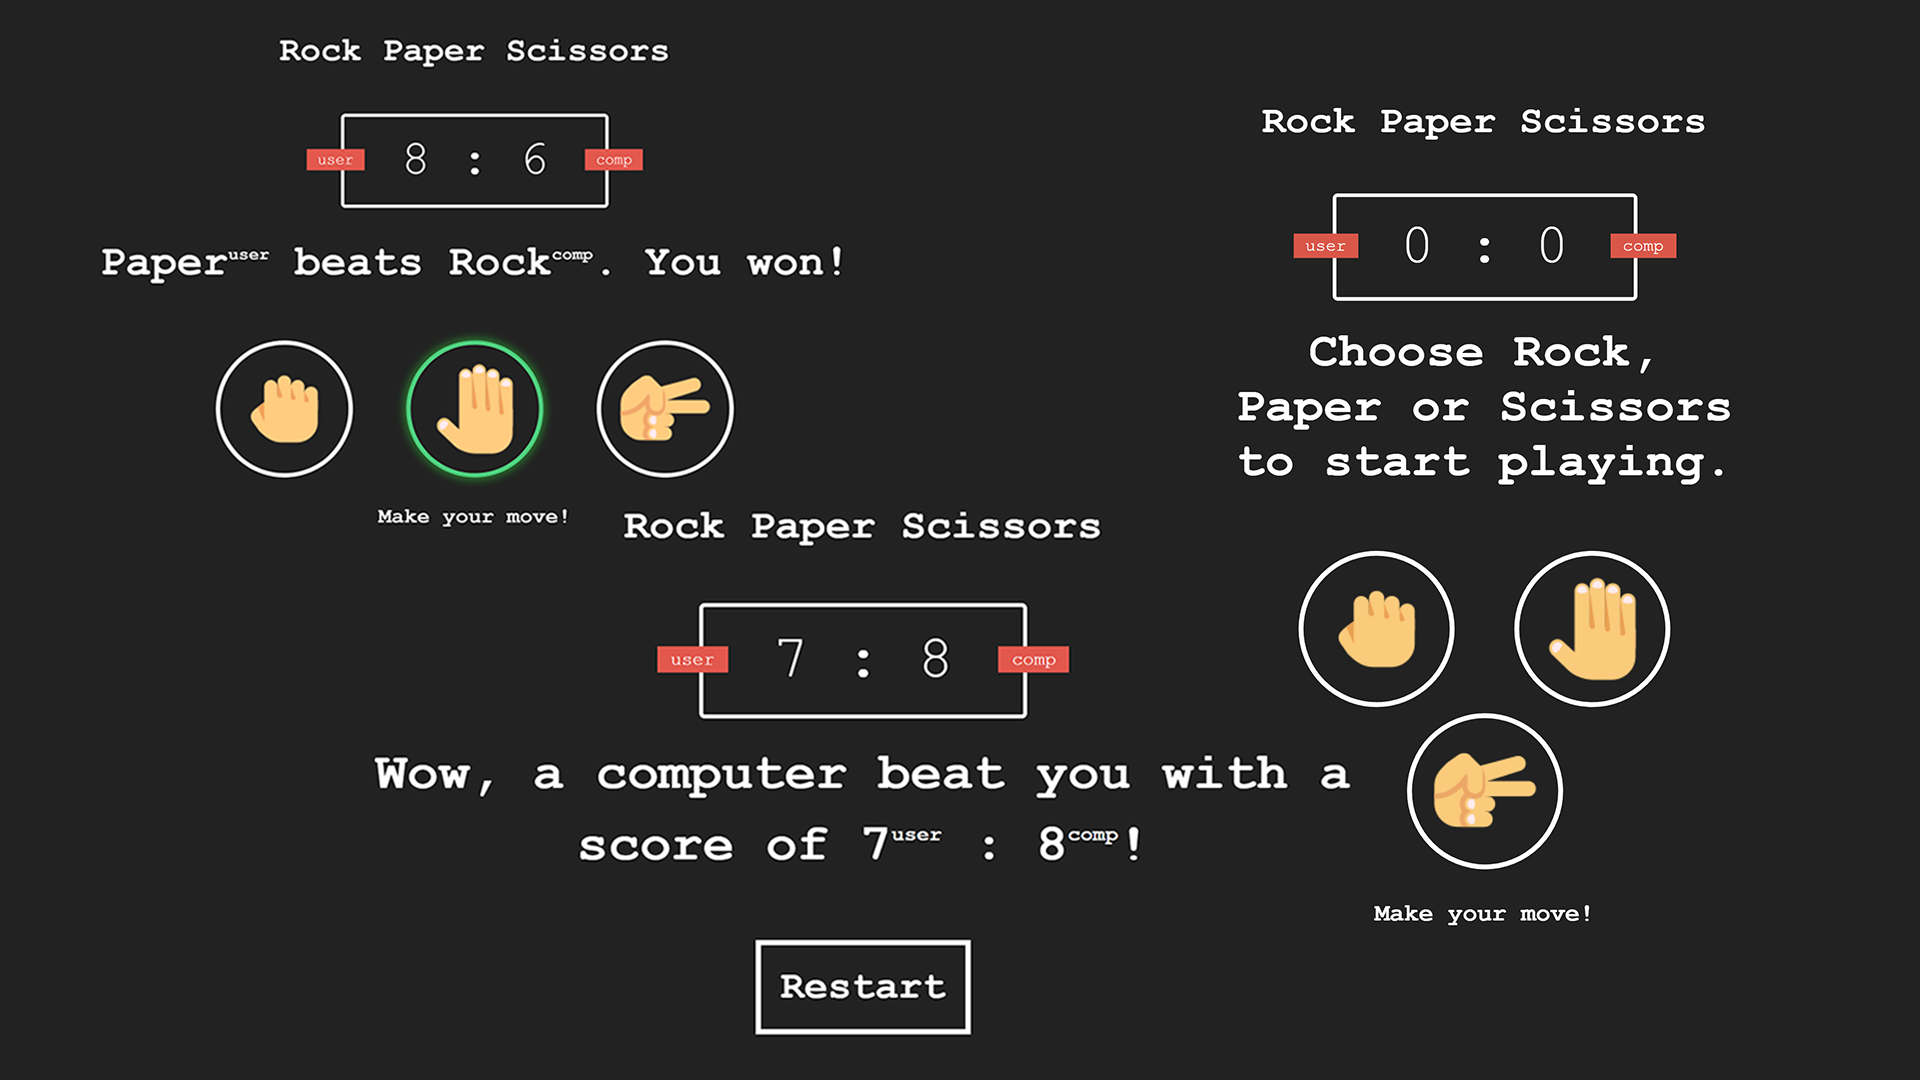 Rock Paper Scissors
user 8 : 6 comp
Paperuser beats Rockcomp. You won!
Make your move!
Rock Paper Scissors
user 7 : 8 comp
Wow, a computer beat you with a
score of 7user : 8comp!
Restart
Rock Paper Scissors
user 0 : 0 comp
Choose Rock,
Paper or Scissors
to start playing.
Make your move!